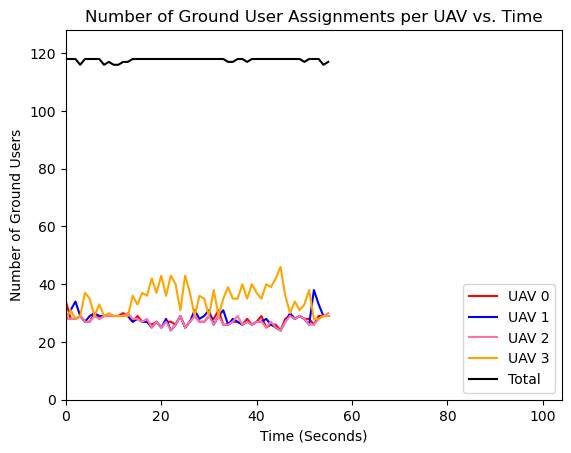 Number of Ground User Assignments per UAV vs. Time
Number of Ground Users
120
100
80
60
40
20
0
0 20 40 60 80 100
Time (Seconds)
UAV 0
UAV 1
UAV 2
UAV 3
Total